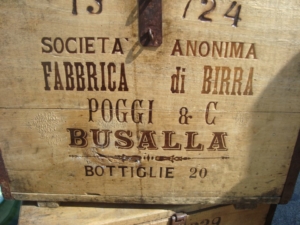 13 724
SOCIETA' ANONIMA
FABBRICA di BIRRA
POGGI & C
BUSALLA
BOTTIGLIE 20